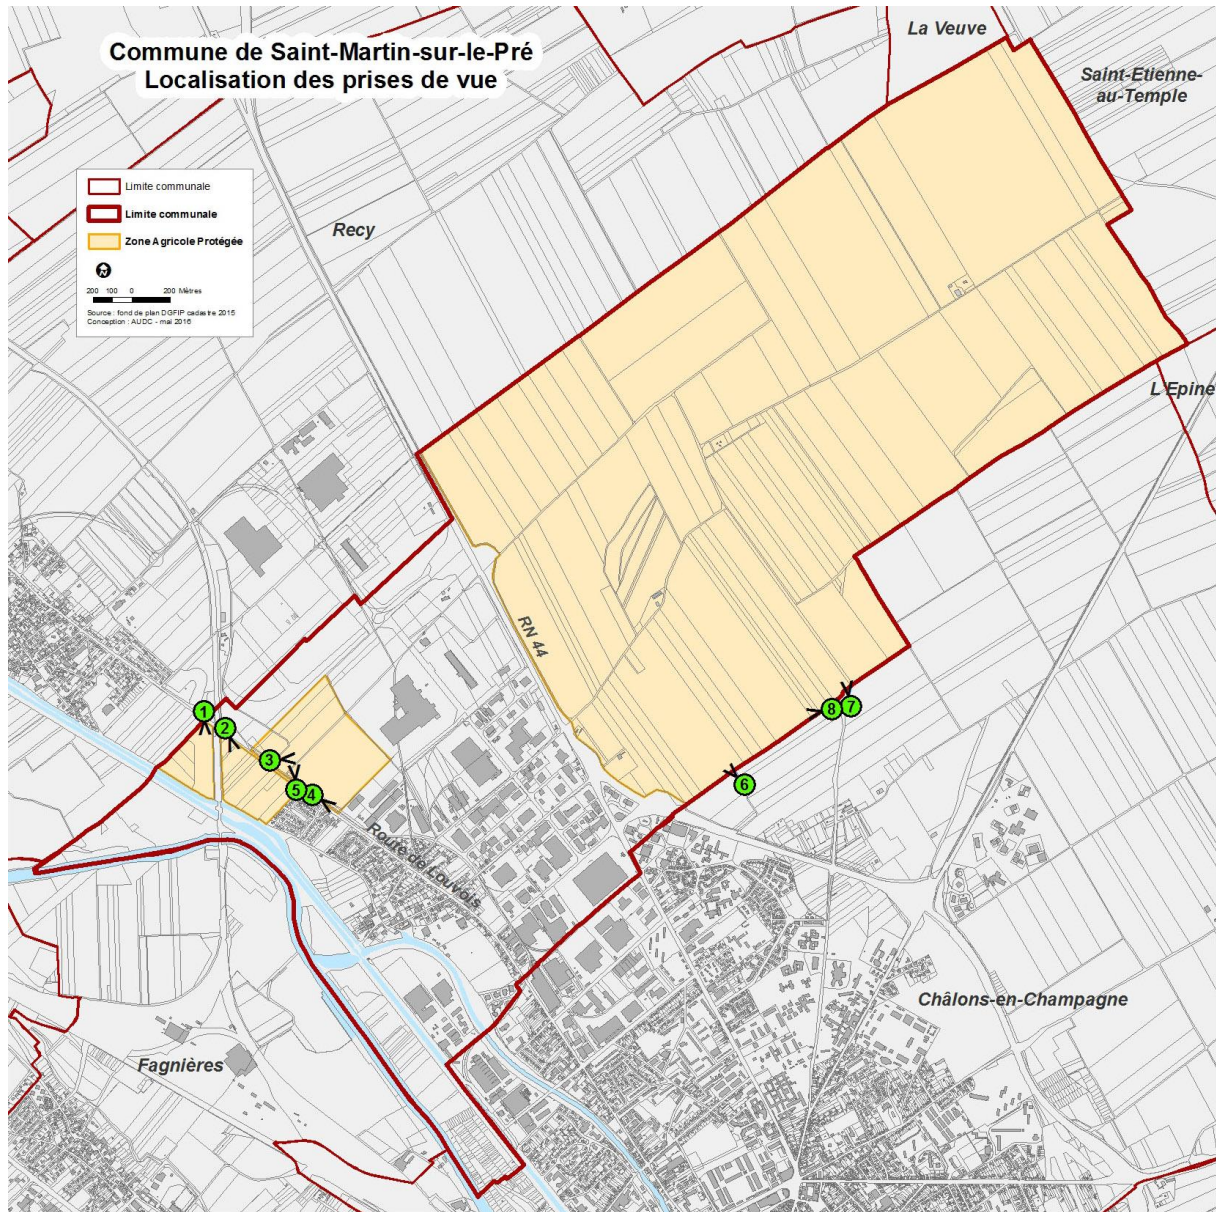 Commune de Saint-Martin-sur-le-Pré
Localisation des prises de vue
La Veuve
Saint-Etienne-
au-Temple
Limite communale
Limite communale
Zone Agricole Protégée
N
200 100 0 200 Mètres
Source : fond de plan DGFIP cadastre 2015
Conception : AUDC - mai 2016
Recy
L'Epine
RN 44
1
2
3
5
4
8
7
6
Route de Louvois
Châlons-en-Champagne
Fagnières